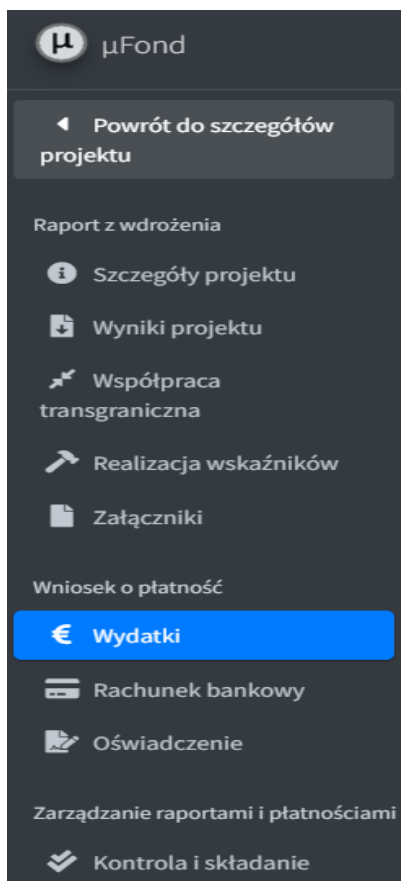 µ µFond
Powrót do szczegółów
projektu
Raport z wdrożenia
Szczegóły projektu
Wyniki projektu
Współpraca
transgraniczna
Realizacja wskaźników
Załączniki
Wniosek o płatność
€ Wydatki
Rachunek bankowy
Oświadczenie
Zarządzanie raportami i płatnościami
Kontrola i składanie